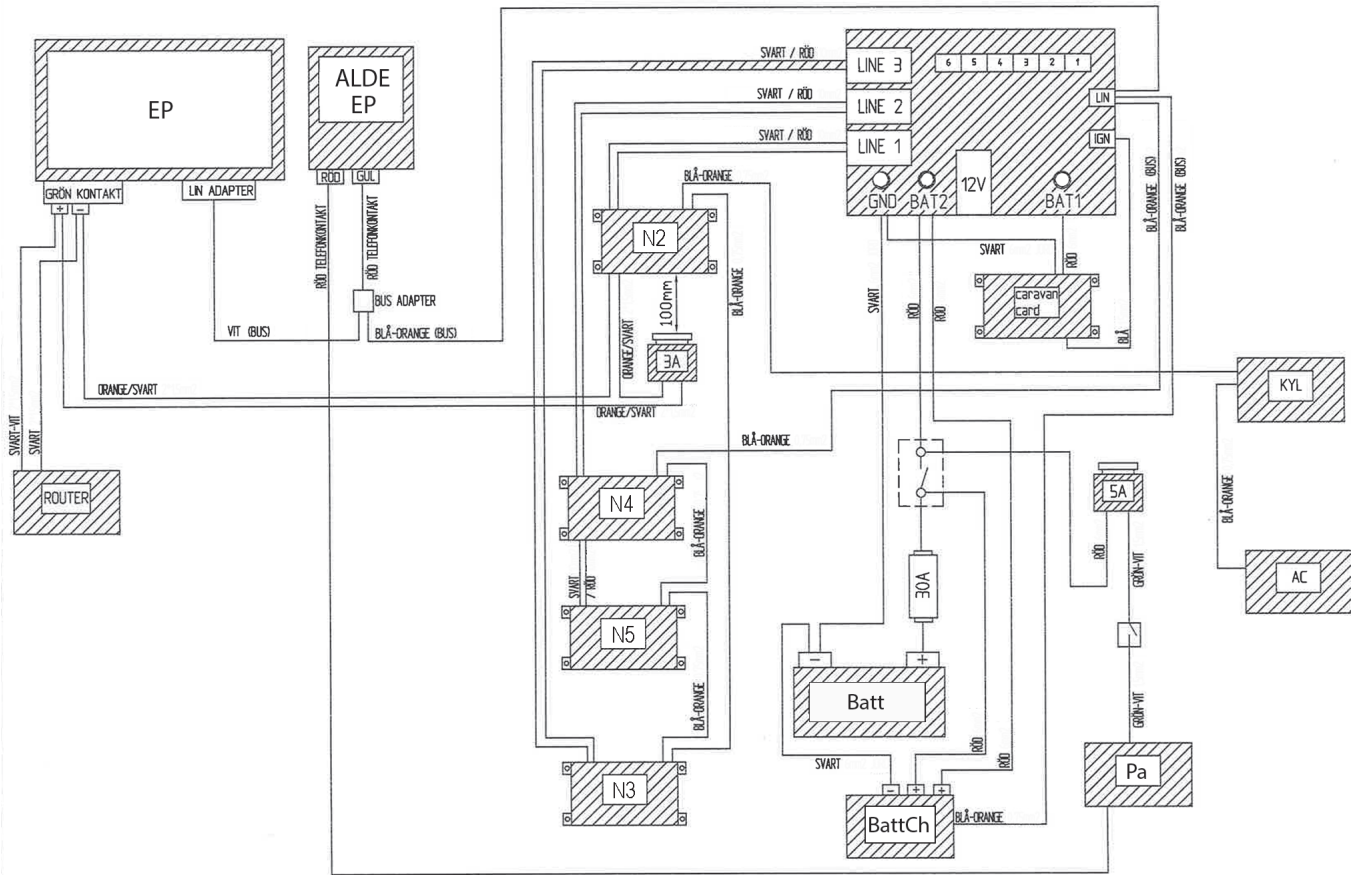 EP
GRÖN KONTAKT
LIN ADAPTER
+
-
ALDE
EP
RÖD
GUL
RÖD TELEFONKONTAKT
RÖD TELEFONKONTAKT
BUS ADAPTER
VIT (BUS)
BLÅ-ORANGE (BUS)
ORANGE/SVART
ORANGE/SVART
ORANGE/SVART
SVART-VIT
SVART
ROUTER
SVART / RÖD
SVART / RÖD
SVART / RÖD
LINE 3
LINE 2
LINE 1
6
5
4
3
2
1
LIN
IGN
GND
BAT2
12V
BAT1
BLÅ-ORANGE
N2
100mm
3A
BLÅ-ORANGE
SVART
RÖD
RÖD
SVART
RÖD
caravan
card
BLÅ
BLÅ-ORANGE (BUS)
BLÅ-ORANGE (BUS)
KYL
BLÅ-ORANGE
AC
BLÅ-ORANGE
N4
BLÅ-ORANGE
SVART
/ RÖD
N5
BLÅ-ORANGE
N3
30A
-
+
Batt
SVART
RÖD
RÖD
-
+
+
BattCh
BLÅ-ORANGE
5A
RÖD
GRÖN-VIT
GRÖN-VIT
Pa